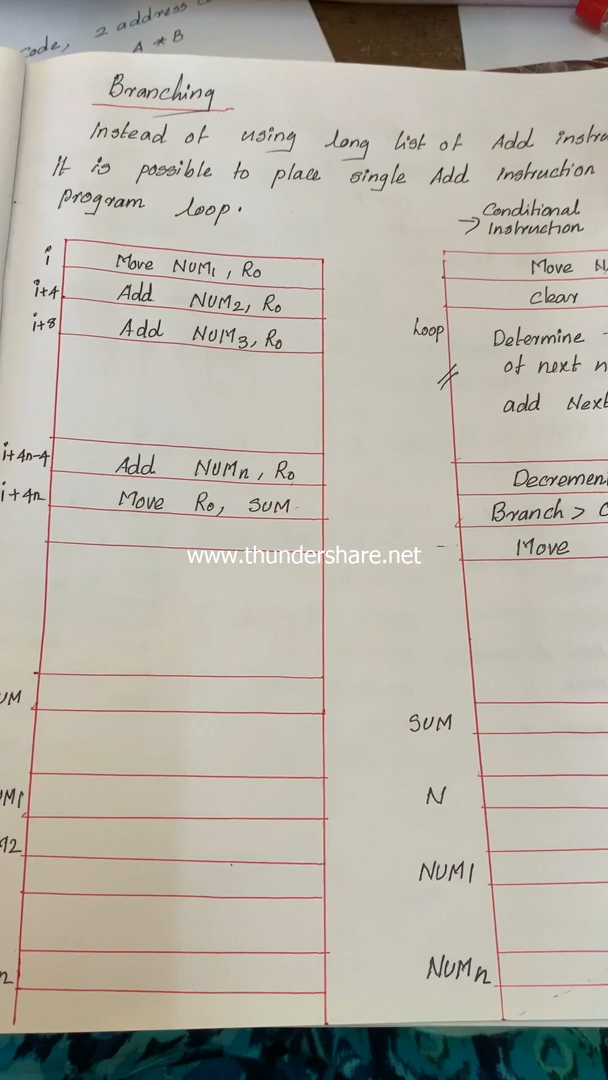 code, 2 address
A * B
Branching
Instead of using long list of Add
it is possible to place single Add Instruction
program loop.
→ Conditional
Instruction
i Move NUM1, R0
i+4 Add NUM2, R0
i+8 Add NUM3, R0
i+4n-4 Add NUMn, R0
i+4n Move R0, SUM
Move
Clear
Loop Determine
of next
add Next
Decrement
Branch >
Move
www.thundershare.net
SUM
N
NUM1
NUMn